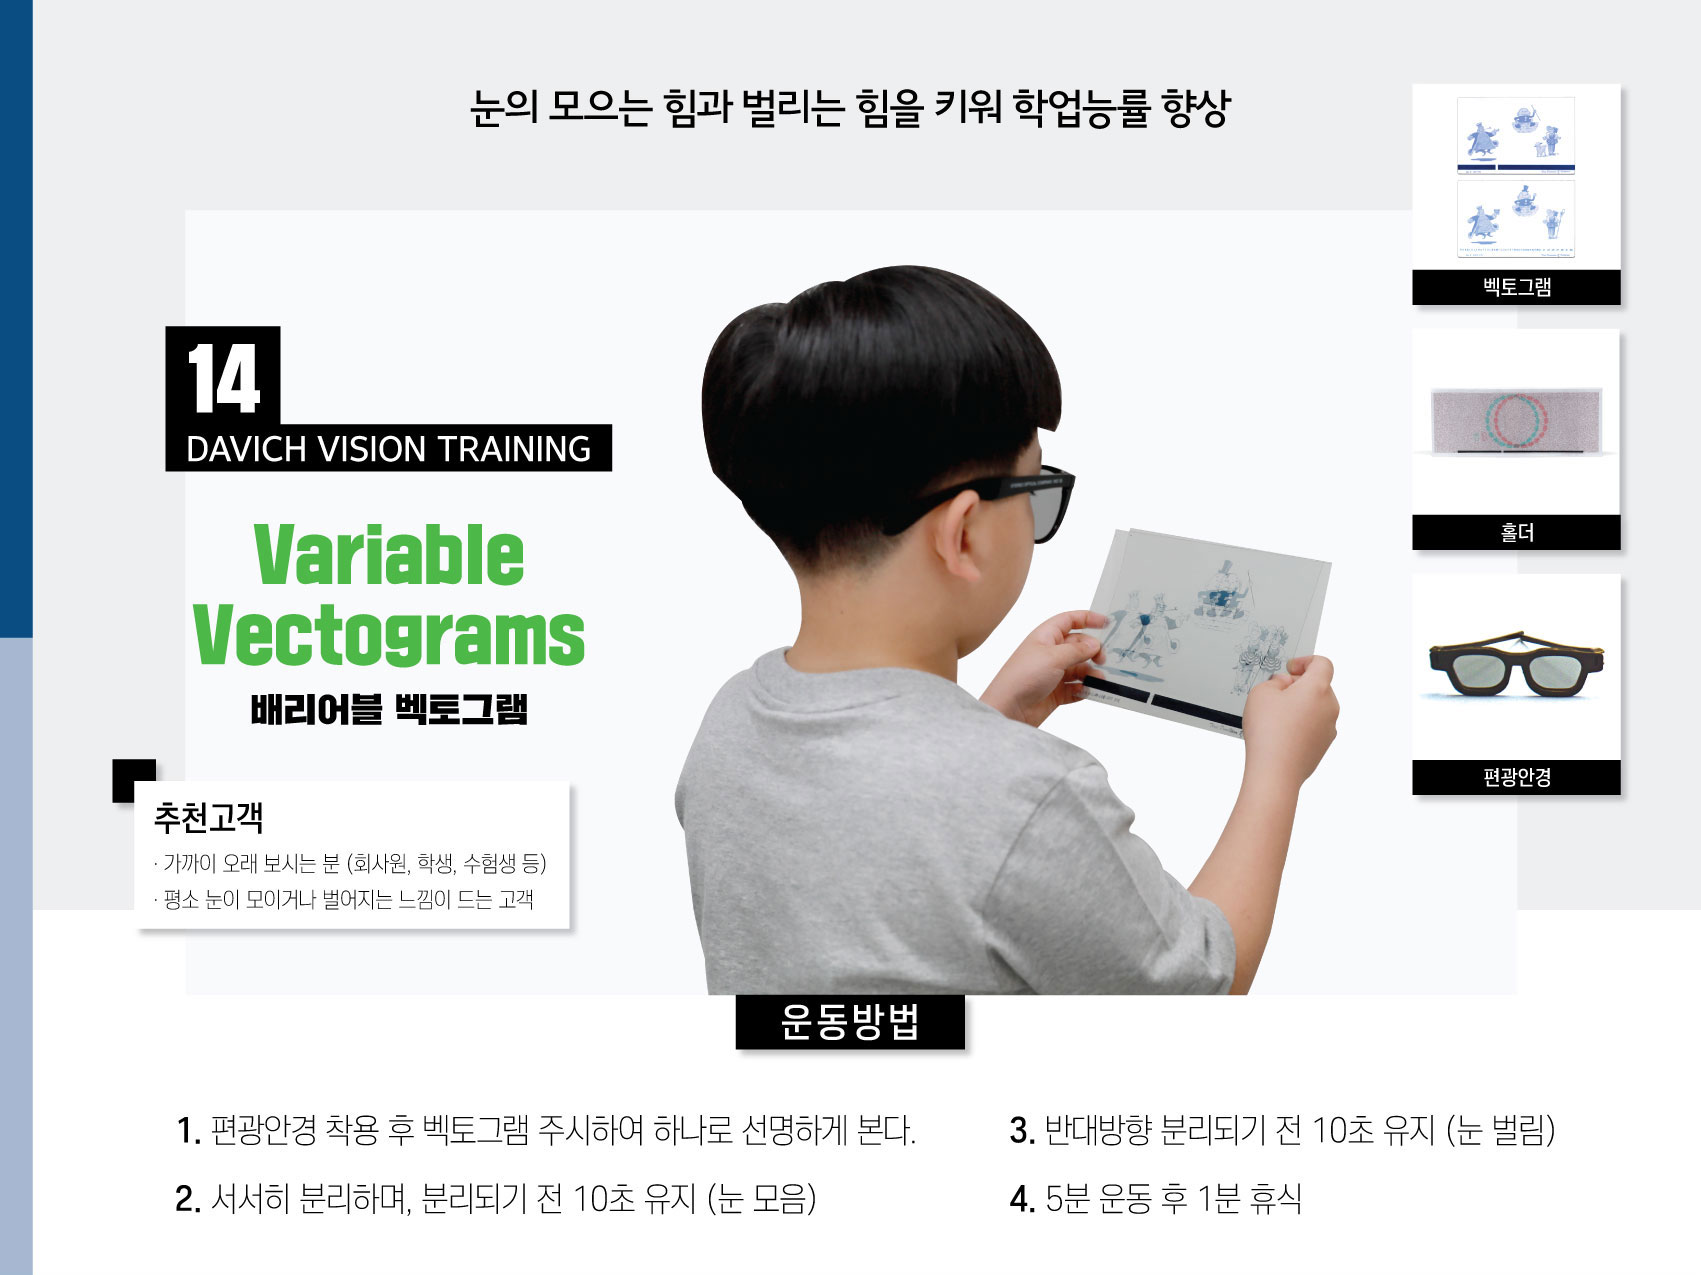 눈의 모으는 힘과 벌리는 힘을 키워 학업능률 향상
벡토그램
홀더
편광안경
14
DAVICH VISION TRAINING
Variable
Vectograms
배리어블 벡토그램
추천고객
· 가까이 오래 보시는 분 (회사원, 학생, 수험생 등)
· 평소 눈이 모이거나 벌어지는 느낌이 드는 고객
운동방법
1. 편광안경 착용 후 벡토그램 주시하여 하나로 선명하게 본다.
2. 서서히 분리하며, 분리되기 전 10초 유지 (눈 모음)
3. 반대방향 분리되기 전 10초 유지 (눈 벌림)
4. 5분 운동 후 1분 휴식